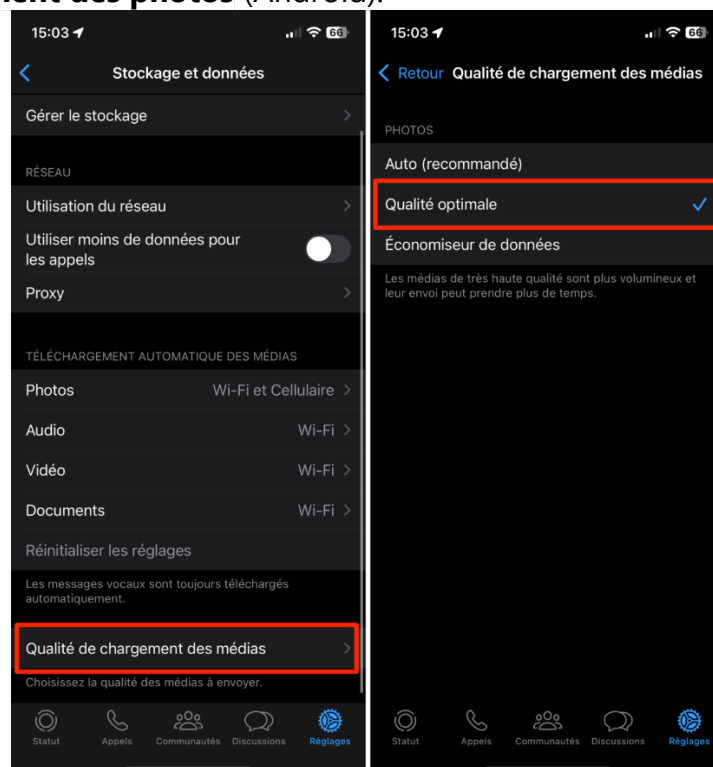 ent des photos (Android).
15:03
66
Stockage et données
Gérer le stockage
RÉSEAU
Utilisation du réseau
Utiliser moins de données pour
les appels
Proxy
TÉLÉCHARGEMENT AUTOMATIQUE DES MÉDIAS
Photos Wi-Fi et Cellulaire
Audio Wi-Fi
Vidéo Wi-Fi
Documents Wi-Fi
Réinitialiser les réglages
Les messages vocaux sont toujours téléchargés
automatiquement.
Qualité de chargement des médias
Choisissez la qualité des médias à envoyer.
Statut Appels Communautés Discussions Réglages
15:03
66
Retour Qualité de chargement des médias
PHOTOS
Auto (recommandé)
Qualité optimale
Économiseur de données
Les médias de très haute qualité sont plus volumineux et
leur envoi peut prendre plus de temps.
Statut Appels Communautés Discussions Réglages